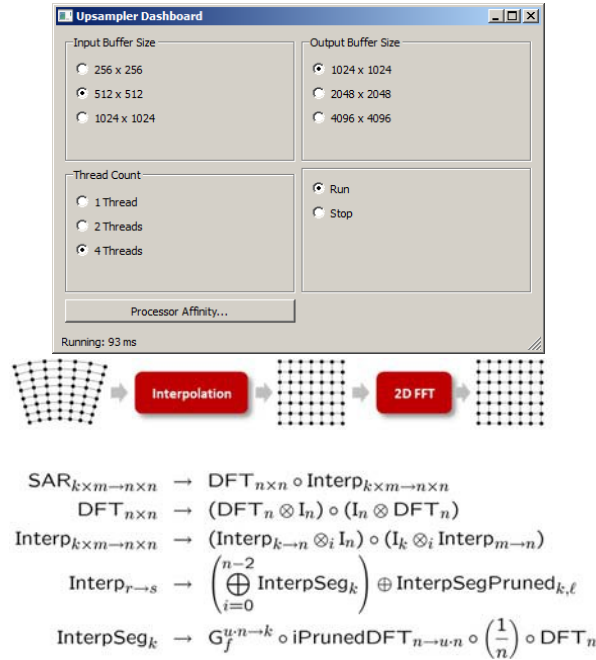 Upsampler Dashboard
Input Buffer Size
256 x 256
512 x 512
1024 x 1024
Output Buffer Size
1024 x 1024
2048 x 2048
4096 x 4096
Thread Count
1 Thread
2 Threads
4 Threads
Run
Stop
Processor Affinity...
Running: 93 ms
Interpolation
2D FFT
SAR_{k×m→n×n} → DFT_{n×n} ∘ Interp_{k×m→n×n}
DFT_{n×n} → (DFT_n ⊗ I_n) ∘ (I_n ⊗ DFT_n)
Interp_{k×m→n×n} → (Interp_{k→n} ⊗_i I_n) ∘ (I_k ⊗_i Interp_{m→n})
Interp_{r→s} → (⊕_{i=0}^{n−2} InterpSeg_k) ⊕ InterpSegPruned_{k,ℓ}
InterpSeg_k → G_f^{u·n→k} ∘ iPrunedDFT_{n→u·n} ∘ (1/n) ∘ DFT_n